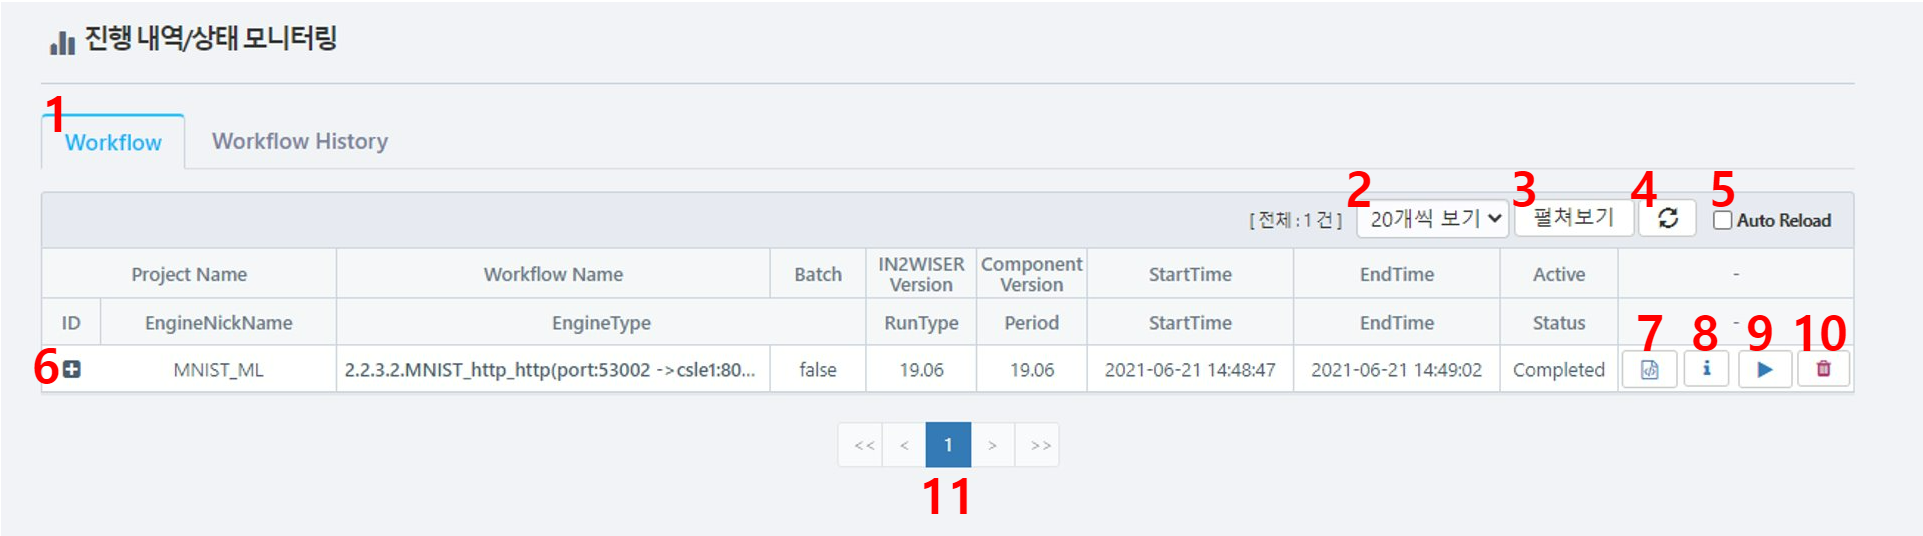 진행 내역/상태 모니터링
1
Workflow Workflow History
2 3 4 5
[ 전체 : 1 건 ] 20개씩 보기 펼쳐보기 Auto Reload
Project Name Workflow Name Batch IN2WISER Version Component Version StartTime EndTime Active -
ID EngineNickName EngineType RunType Period StartTime EndTime Status -
7 8 9 10
6 MNIST_ML 2.2.3.2.MNIST_http_http(port:53002 ->csle1:80... false 19.06 19.06 2021-06-21 14:48:47 2021-06-21 14:49:02 Completed
<< < 1 > >>
11